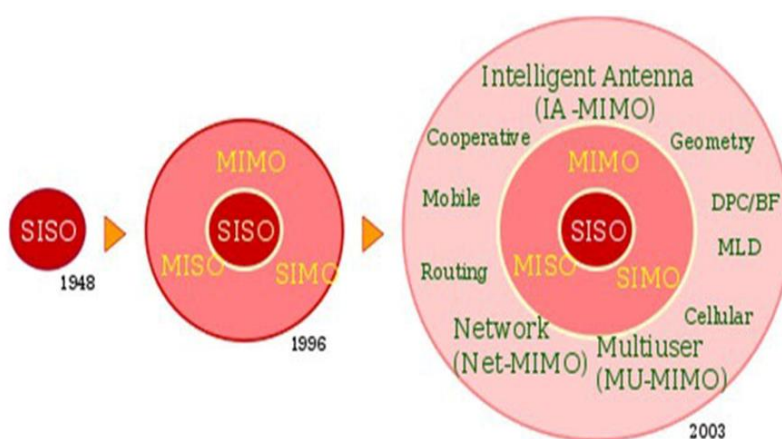 SISO
1948
MIMO
SISO
MISO
SIMO
1996
Intelligent Antenna
(IA -MIMO)
Cooperative
Geometry
MIMO
Mobile
DPC/BF
SISO
MLD
MISO
SIMO
Routing
Cellular
Network
(Net-MIMO)
Multiuser
(MU-MIMO)
2003